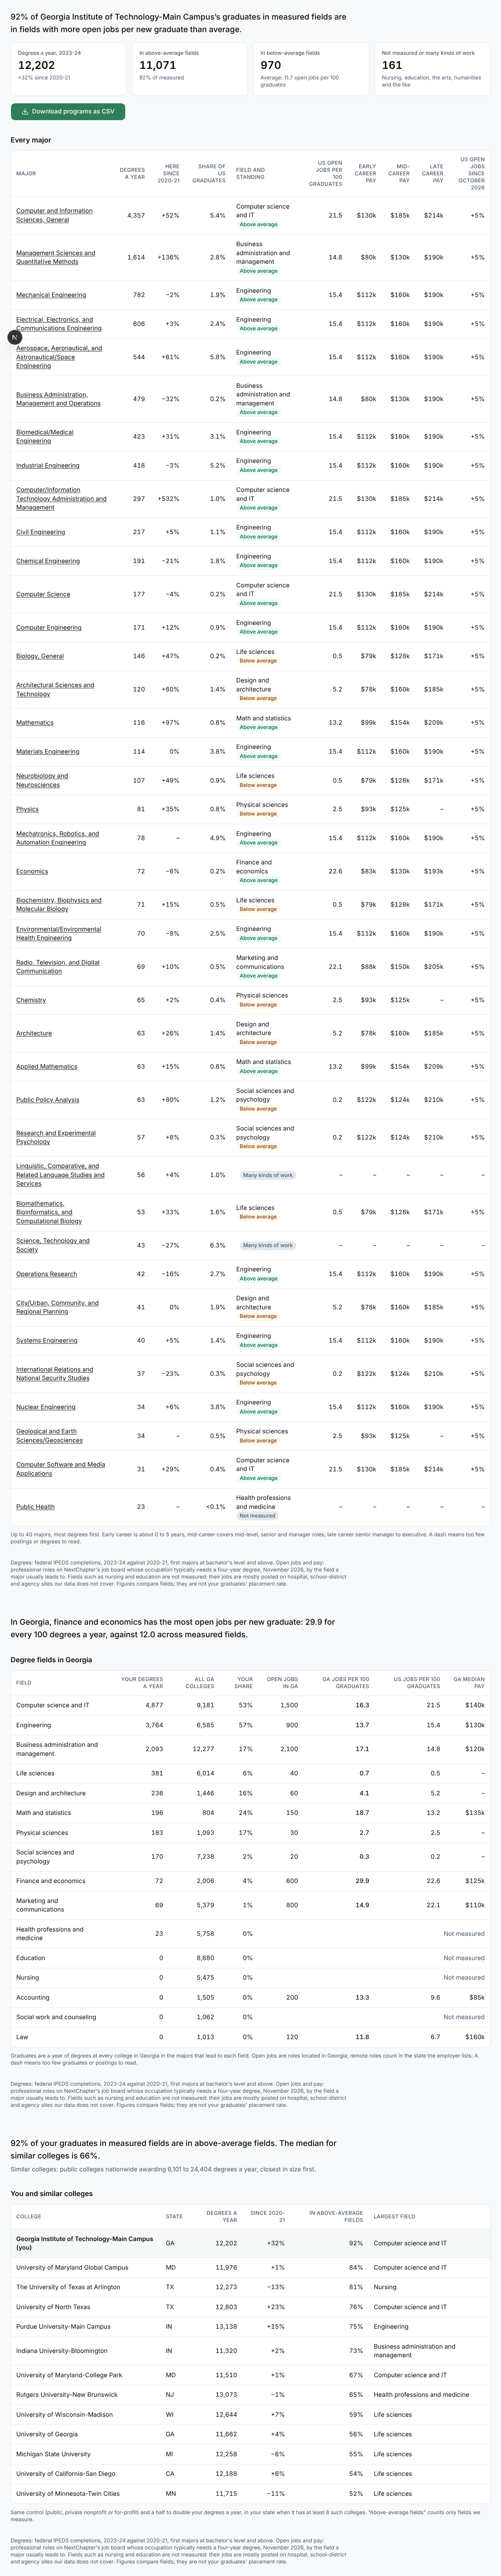 92% of Georgia Institute of Technology-Main Campus's graduates in measured fields are
in fields with more open jobs per new graduate than average.
Degrees a year, 2023-24
12,202
+32% since 2020-21
In above-average fields
11,071
92% of measured
In below-average fields
970
Average: 11.7 open jobs per 100
graduates
Not measured or many kinds of work
161
Nursing, education, the arts, humanities
and the like
Download programs as CSV
Every major
MAJOR DEGREES A YEAR HERE SINCE 2020-21 SHARE OF US GRADUATES FIELD AND STANDING US OPEN JOBS PER 100 GRADUATES EARLY CAREER PAY MID-CAREER PAY LATE CAREER PAY US OPEN JOBS SINCE OCTOBER 2026
Computer and Information Sciences, General 4,357 +52% 5.4% Computer science and IT Above average 21.5 $130k $185k $214k +5%
Management Sciences and Quantitative Methods 1,614 +136% 2.8% Business administration and management Above average 14.8 $80k $130k $190k +5%
Mechanical Engineering 782 −2% 1.9% Engineering Above average 15.4 $112k $160k $190k +5%
Electrical, Electronics, and Communications Engineering 606 +3% 2.4% Engineering Above average 15.4 $112k $160k $190k +5%
N
Aerospace, Aeronautical, and Astronautical/Space Engineering 544 +61% 5.8% Engineering Above average 15.4 $112k $160k $190k +5%
Business Administration, Management and Operations 479 −32% 0.2% Business administration and management Above average 14.8 $80k $130k $190k +5%
Biomedical/Medical Engineering 423 +31% 3.1% Engineering Above average 15.4 $112k $160k $190k +5%
Industrial Engineering 418 −3% 5.2% Engineering Above average 15.4 $112k $160k $190k +5%
Computer/Information Technology Administration and Management 297 +532% 1.0% Computer science and IT Above average 21.5 $130k $185k $214k +5%
Civil Engineering 217 +5% 1.1% Engineering Above average 15.4 $112k $160k $190k +5%
Chemical Engineering 191 −21% 1.8% Engineering Above average 15.4 $112k $160k $190k +5%
Computer Science 177 −4% 0.2% Computer science and IT Above average 21.5 $130k $185k $214k +5%
Computer Engineering 171 +12% 0.9% Engineering Above average 15.4 $112k $160k $190k +5%
Biology, General 146 +47% 0.2% Life sciences Below average 0.5 $79k $128k $171k +5%
Architectural Sciences and Technology 120 +60% 1.4% Design and architecture Below average 5.2 $78k $160k $185k +5%
Mathematics 116 +97% 0.6% Math and statistics Above average 13.2 $99k $154k $209k +5%
Materials Engineering 114 0% 3.8% Engineering Above average 15.4 $112k $160k $190k +5%
Neurobiology and Neurosciences 107 +49% 0.9% Life sciences Below average 0.5 $79k $128k $171k +5%
Physics 81 +35% 0.8% Physical sciences Below average 2.5 $93k $125k – +5%
Mechatronics, Robotics, and Automation Engineering 78 – 4.9% Engineering Above average 15.4 $112k $160k $190k +5%
Economics 72 −6% 0.2% Finance and economics Above average 22.6 $83k $130k $193k +5%
Biochemistry, Biophysics and Molecular Biology 71 +15% 0.5% Life sciences Below average 0.5 $79k $128k $171k +5%
Environmental/Environmental Health Engineering 70 −8% 2.5% Engineering Above average 15.4 $112k $160k $190k +5%
Radio, Television, and Digital Communication 69 +10% 0.5% Marketing and communications Above average 22.1 $88k $150k $205k +5%
Chemistry 65 +2% 0.4% Physical sciences Below average 2.5 $93k $125k – +5%
Architecture 63 +26% 1.4% Design and architecture Below average 5.2 $78k $160k $185k +5%
Applied Mathematics 63 +15% 0.6% Math and statistics Above average 13.2 $99k $154k $209k +5%
Public Policy Analysis 63 +80% 1.2% Social sciences and psychology Below average 0.2 $122k $124k $210k +5%
Research and Experimental Psychology 57 +8% 0.3% Social sciences and psychology Below average 0.2 $122k $124k $210k +5%
Linguistic, Comparative, and Related Language Studies and Services 56 +4% 1.0% Many kinds of work – – – – –
Biomathematics, Bioinformatics, and Computational Biology 53 +33% 1.6% Life sciences Below average 0.5 $79k $128k $171k +5%
Science, Technology and Society 43 −27% 6.3% Many kinds of work – – – – –
Operations Research 42 −16% 2.7% Engineering Above average 15.4 $112k $160k $190k +5%
City/Urban, Community, and Regional Planning 41 0% 1.9% Design and architecture Below average 5.2 $78k $160k $185k +5%
Systems Engineering 40 +5% 1.4% Engineering Above average 15.4 $112k $160k $190k +5%
International Relations and National Security Studies 37 −23% 0.3% Social sciences and psychology Below average 0.2 $122k $124k $210k +5%
Nuclear Engineering 34 +6% 3.8% Engineering Above average 15.4 $112k $160k $190k +5%
Geological and Earth Sciences/Geosciences 34 – 0.5% Physical sciences Below average 2.5 $93k $125k – +5%
Computer Software and Media Applications 31 +29% 0.4% Computer science and IT Above average 21.5 $130k $185k $214k +5%
Public Health 23 – <0.1% Health professions and medicine Not measured – – – – –
Up to 40 majors, most degrees first. Early career is about 0 to 5 years, mid-career covers mid-level, senior and manager roles, late career senior manager to executive. A dash means too few
postings or degrees to read.
Degrees: federal IPEDS completions, 2023-24 against 2020-21, first majors at bachelor's level and above. Open jobs and pay:
professional roles on NextChapter's job board whose occupation typically needs a four-year degree, November 2026, by the field a
major usually leads to. Fields such as nursing and education are not measured: their jobs are mostly posted on hospital, school-district
and agency sites our data does not cover. Figures compare fields; they are not your graduates' placement rate.
In Georgia, finance and economics has the most open jobs per new graduate: 29.9 for
every 100 degrees a year, against 12.0 across measured fields.
Degree fields in Georgia
FIELD YOUR DEGREES A YEAR ALL GA COLLEGES YOUR SHARE OPEN JOBS IN GA GA JOBS PER 100 GRADUATES US JOBS PER 100 GRADUATES GA MEDIAN PAY
Computer science and IT 4,877 9,181 53% 1,500 16.3 21.5 $140k
Engineering 3,764 6,585 57% 900 13.7 15.4 $130k
Business administration and management 2,093 12,277 17% 2,100 17.1 14.8 $120k
Life sciences 381 6,014 6% 40 0.7 0.5 –
Design and architecture 236 1,446 16% 60 4.1 5.2 –
Math and statistics 196 804 24% 150 18.7 13.2 $135k
Physical sciences 183 1,093 17% 30 2.7 2.5 –
Social sciences and psychology 170 7,238 2% 20 0.3 0.2 –
Finance and economics 72 2,006 4% 600 29.9 22.6 $125k
Marketing and communications 69 5,379 1% 800 14.9 22.1 $110k
Health professions and medicine 23 5,758 0% Not measured
Education 0 8,680 0% Not measured
Nursing 0 5,475 0% Not measured
Accounting 0 1,505 0% 200 13.3 9.6 $85k
Social work and counseling 0 1,062 0% Not measured
Law 0 1,013 0% 120 11.8 6.7 $160k
Graduates are a year of degrees at every college in Georgia in the majors that lead to each field. Open jobs are roles located in Georgia; remote roles count in the state the employer lists. A
dash means too few graduates or postings to read.
Degrees: federal IPEDS completions, 2023-24 against 2020-21, first majors at bachelor's level and above. Open jobs and pay:
professional roles on NextChapter's job board whose occupation typically needs a four-year degree, November 2026, by the field a
major usually leads to. Fields such as nursing and education are not measured: their jobs are mostly posted on hospital, school-district
and agency sites our data does not cover. Figures compare fields; they are not your graduates' placement rate.
92% of your graduates in measured fields are in above-average fields. The median for
similar colleges is 66%.
Similar colleges: public colleges nationwide awarding 6,101 to 24,404 degrees a year, closest in size first.
You and similar colleges
COLLEGE STATE DEGREES A YEAR SINCE 2020-21 IN ABOVE-AVERAGE FIELDS LARGEST FIELD
Georgia Institute of Technology-Main Campus (you) GA 12,202 +32% 92% Computer science and IT
University of Maryland Global Campus MD 11,976 +1% 84% Computer science and IT
The University of Texas at Arlington TX 12,273 −13% 81% Nursing
University of North Texas TX 12,803 +23% 76% Computer science and IT
Purdue University-Main Campus IN 13,138 +15% 75% Engineering
Indiana University-Bloomington IN 11,320 +2% 73% Business administration and management
University of Maryland-College Park MD 11,510 +1% 67% Computer science and IT
Rutgers University-New Brunswick NJ 13,073 −1% 65% Health professions and medicine
University of Wisconsin-Madison WI 12,644 +7% 59% Life sciences
University of Georgia GA 11,662 +4% 56% Life sciences
Michigan State University MI 12,258 −6% 55% Life sciences
University of California-San Diego CA 12,188 +6% 54% Life sciences
University of Minnesota-Twin Cities MN 11,715 −11% 52% Life sciences
Same control (public, private nonprofit or for-profit) and a half to double your degrees a year, in your state when it has at least 8 such colleges. "Above-average fields" counts only fields we
measure.
Degrees: federal IPEDS completions, 2023-24 against 2020-21, first majors at bachelor's level and above. Open jobs and pay:
professional roles on NextChapter's job board whose occupation typically needs a four-year degree, November 2026, by the field a
major usually leads to. Fields such as nursing and education are not measured: their jobs are mostly posted on hospital, school-district
and agency sites our data does not cover. Figures compare fields; they are not your graduates' placement rate.